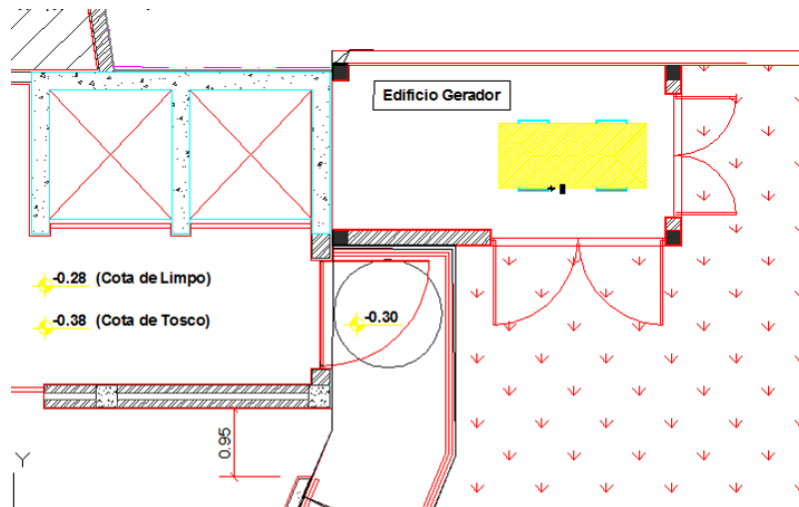 Edificio Gerador
-0.28 (Cota de Limpo)
-0.38 (Cota de Tosco)
-0.30
0.95
Y